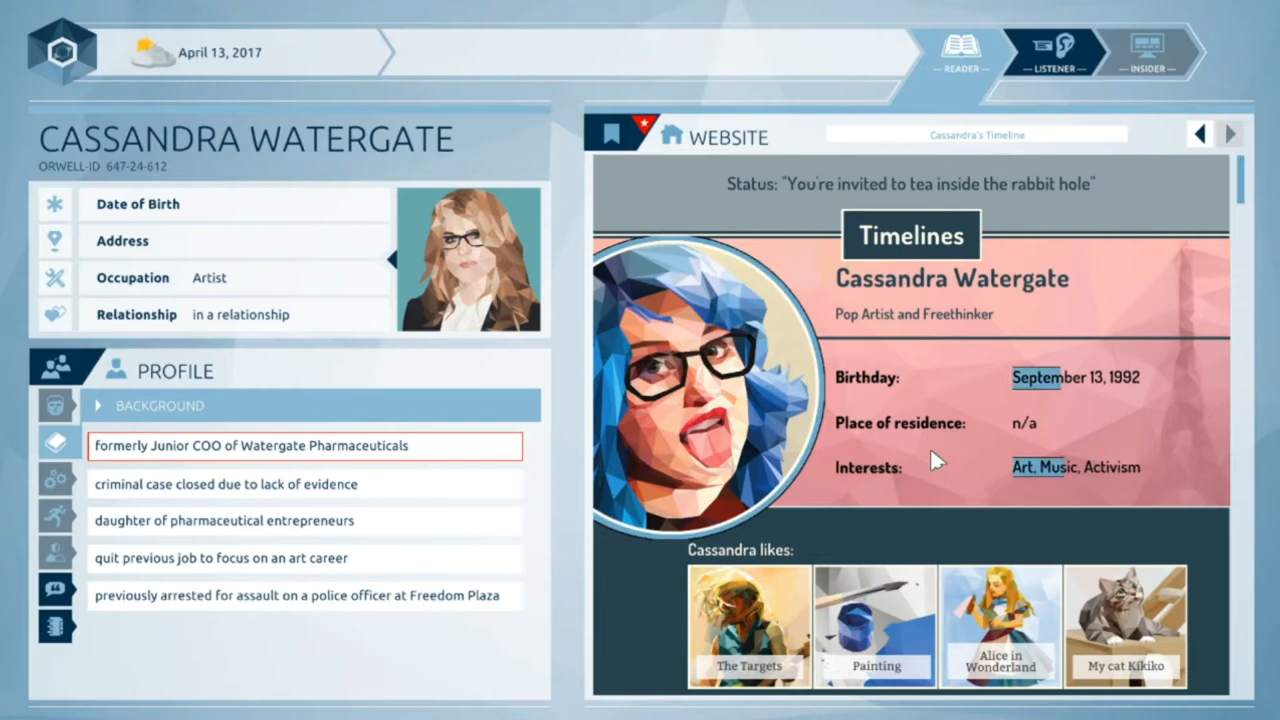 April 13, 2017
READER
LISTENER
INSIDER
CASSANDRA WATERGATE
ORWELL-ID 647-24-612
Date of Birth
Address
Occupation Artist
Relationship in a relationship
PROFILE
BACKGROUND
formerly Junior COO of Watergate Pharmaceuticals
criminal case closed due to lack of evidence
daughter of pharmaceutical entrepreneurs
quit previous job to focus on an art career
previously arrested for assault on a police officer at Freedom Plaza
WEBSITE
Cassandra's Timeline
Status: "You're invited to tea inside the rabbit hole"
Timelines
Cassandra Watergate
Pop Artist and Freethinker
Birthday: September 13, 1992
Place of residence: n/a
Interests: Art, Music, Activism
Cassandra likes:
The Targets
Painting
Alice in
Wonderland
My cat Kikiko